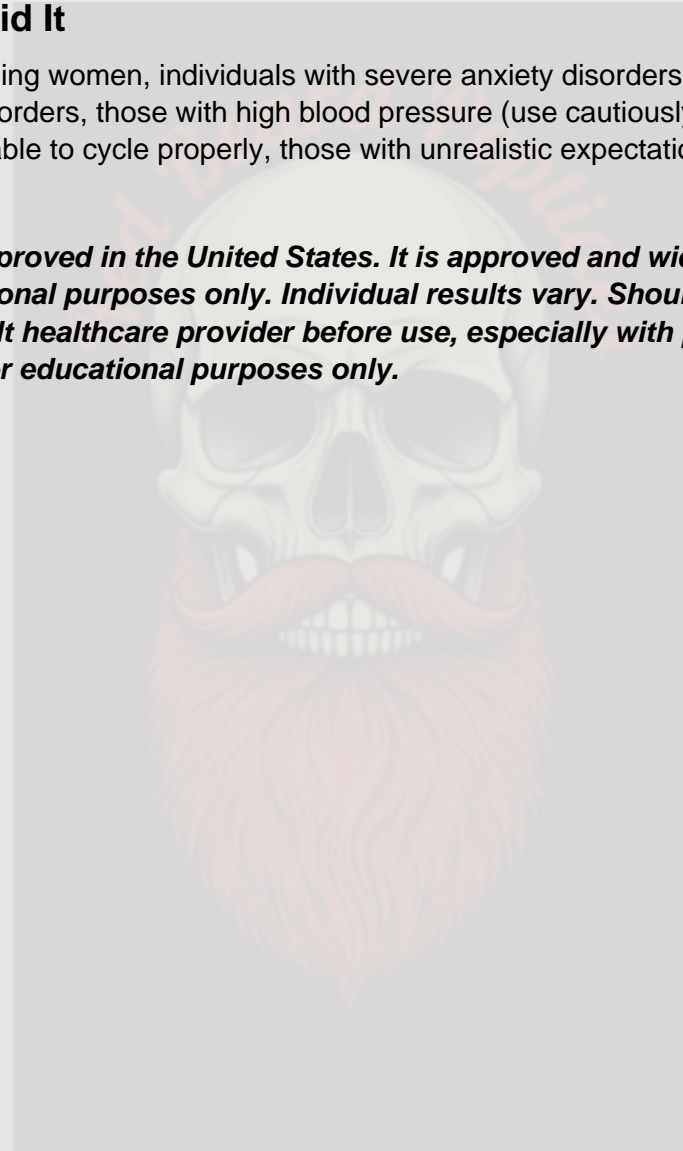 id It
ing women, individuals with severe anxiety disorders
orders, those with high blood pressure (use cautiously
able to cycle properly, those with unrealistic expectatio
proved in the United States. It is approved and wid
onal purposes only. Individual results vary. Shoul
lt healthcare provider before use, especially with p
r educational purposes only.